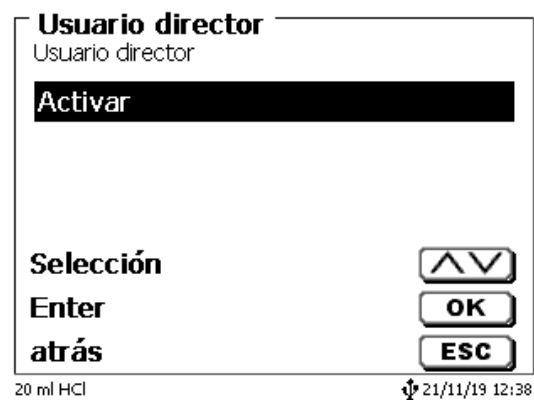 Usuario director
Usuario director
Activar
Selección
Enter OK
atrás ESC
20 ml HCl 21/11/19 12:38